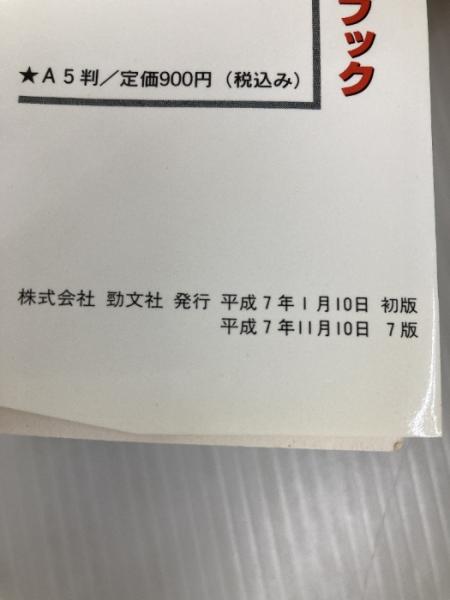 ブック
★A5判／定価900円（税込み）
株式会社 勁文社 発行 平成7年1月10日 初版
平成7年11月10日 7版